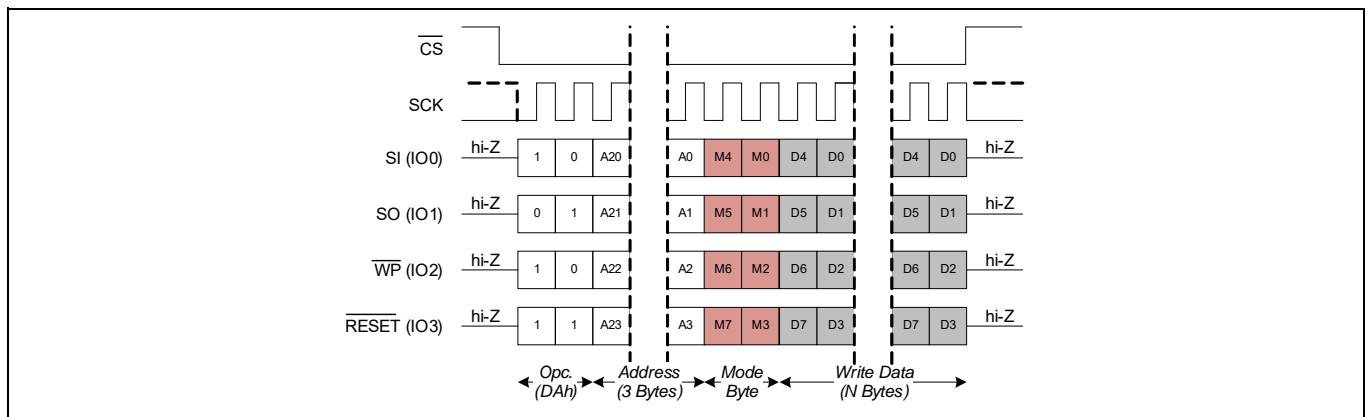 CS
SCK
SI (IO0) hi-Z 1 0 A20 A0 M4 M0 D4 D0 D4 D0 hi-Z
SO (IO1) hi-Z 0 1 A21 A1 M5 M1 D5 D1 D5 D1 hi-Z
WP (IO2) hi-Z 1 0 A22 A2 M6 M2 D6 D2 D6 D2 hi-Z
RESET (IO3) hi-Z 1 1 A23 A3 M7 M3 D7 D3 D7 D3 hi-Z
Opc. Address Mode Write Data
(DAh) (3 Bytes) Byte (N Bytes)